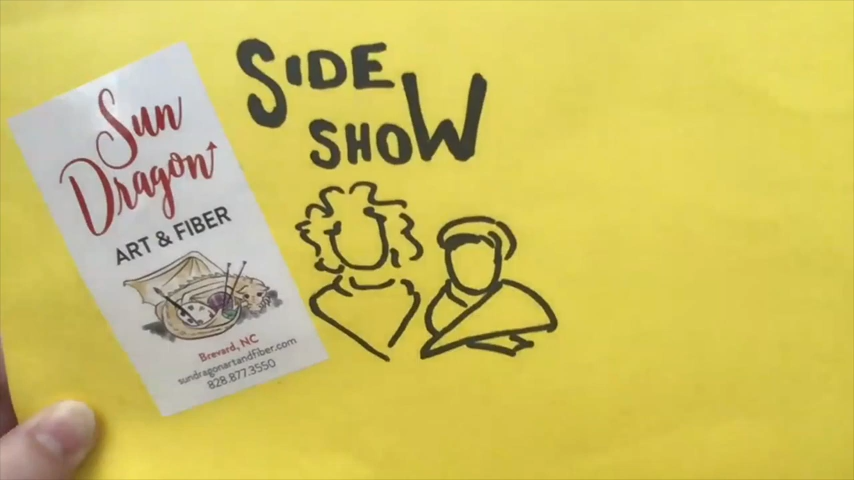 Sun
Dragon
ART & FIBER
Brevard, NC
sundragonartandfiber.com
828.877.3550
SIDE
SHOW